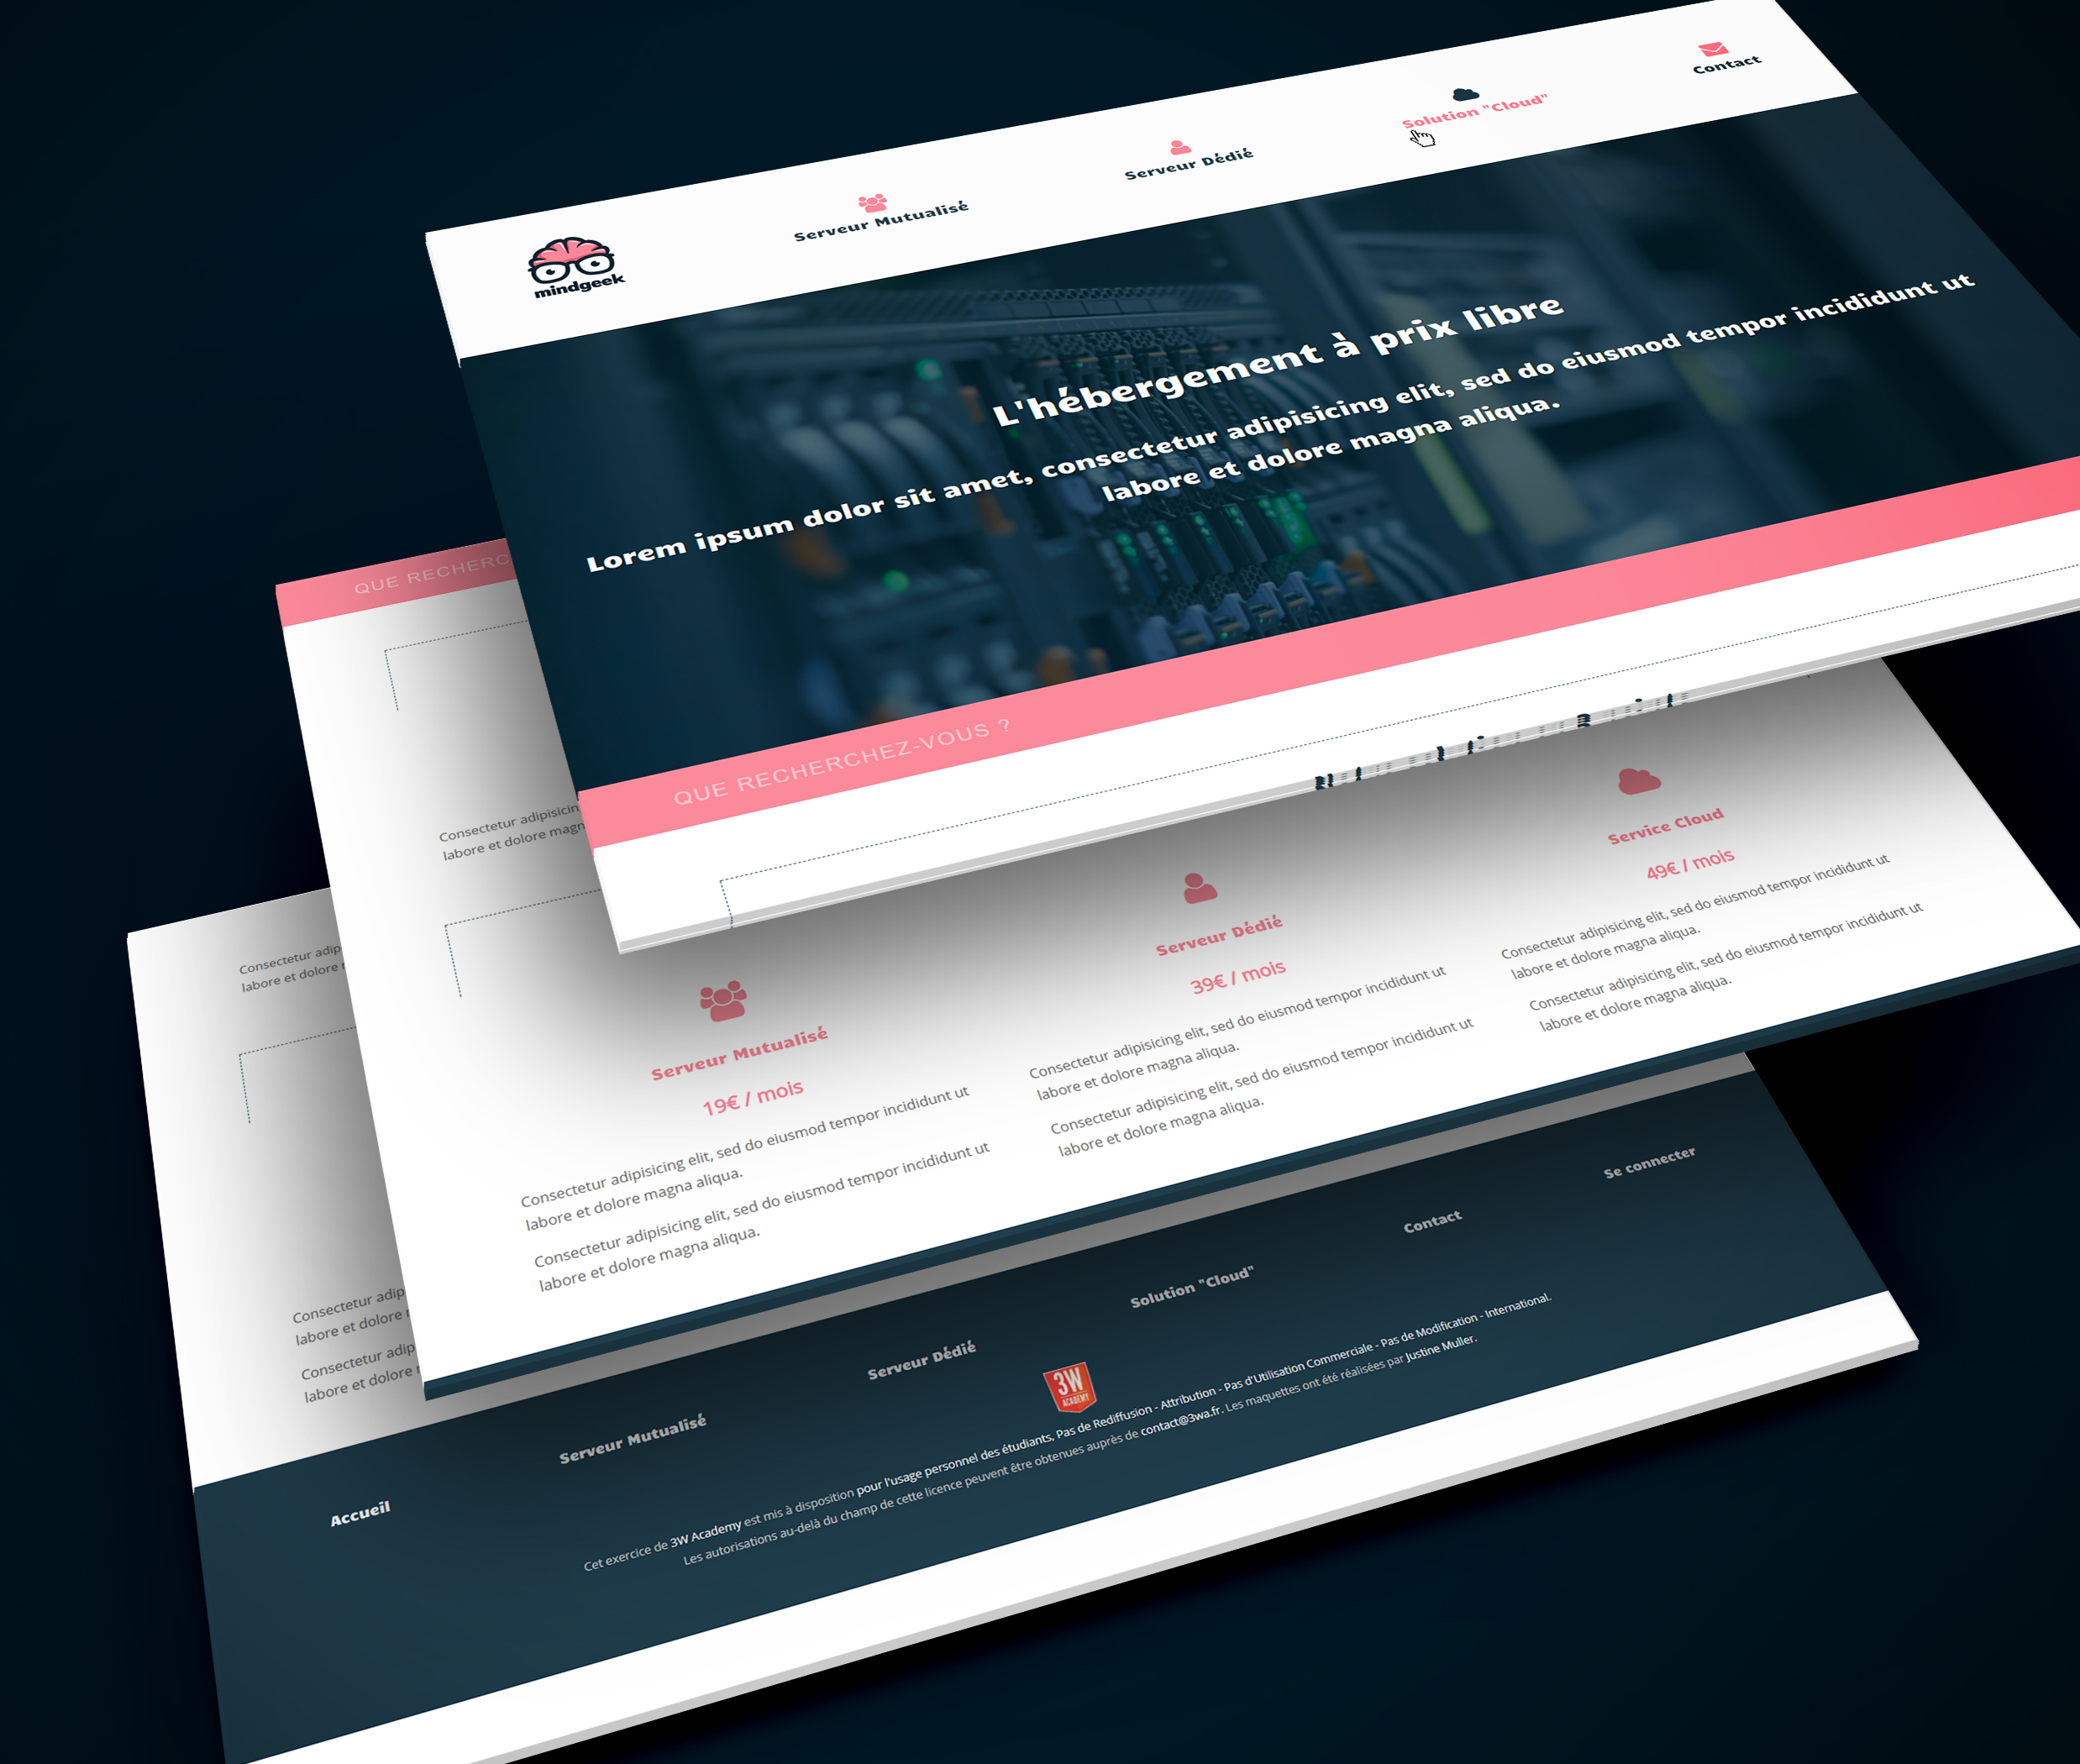 mindgeek
Serveur Mutualisé
Serveur Dédié
Solution "Cloud"
Contact
L'hébergement à prix libre
Lorem ipsum dolor sit amet, consectetur adipisicing elit, sed do eiusmod tempor incididunt ut
labore et dolore magna aliqua.
QUE RECHERCHEZ-VOUS ?
QUE RECHERC
Consectetur adipisicin
labore et dolore magn
Serveur Mutualisé
19€ / mois
Consectetur adipisicing elit, sed do eiusmod tempor incididunt ut
labore et dolore magna aliqua.
Consectetur adipisicing elit, sed do eiusmod tempor incididunt ut
labore et dolore magna aliqua.
Serveur Dédié
39€ / mois
Consectetur adipisicing elit, sed do eiusmod tempor incididunt ut
labore et dolore magna aliqua.
Consectetur adipisicing elit, sed do eiusmod tempor incididunt ut
labore et dolore magna aliqua.
Service Cloud
49€ / mois
Consectetur adipisicing elit, sed do eiusmod tempor incididunt ut
labore et dolore magna aliqua.
Consectetur adipisicing elit, sed do eiusmod tempor incididunt ut
labore et dolore magna aliqua.
Consectetur adip
labore et dolore
Consectetur adip
labore et dolore
Consectetur adip
labore et dolore
Accueil
Serveur Mutualisé
Serveur Dédié
Solution "Cloud"
Contact
Se connecter
3W
ACADEMY
Cet exercice de 3W Academy est mis à disposition pour l'usage personnel des étudiants, Pas de Rediffusion - Attribution - Pas d'Utilisation Commerciale - Pas de Modification - International.
Les autorisations au-delà du champ de cette licence peuvent être obtenues auprès de contact@3wa.fr. Les maquettes ont été réalisées par Justine Muller.